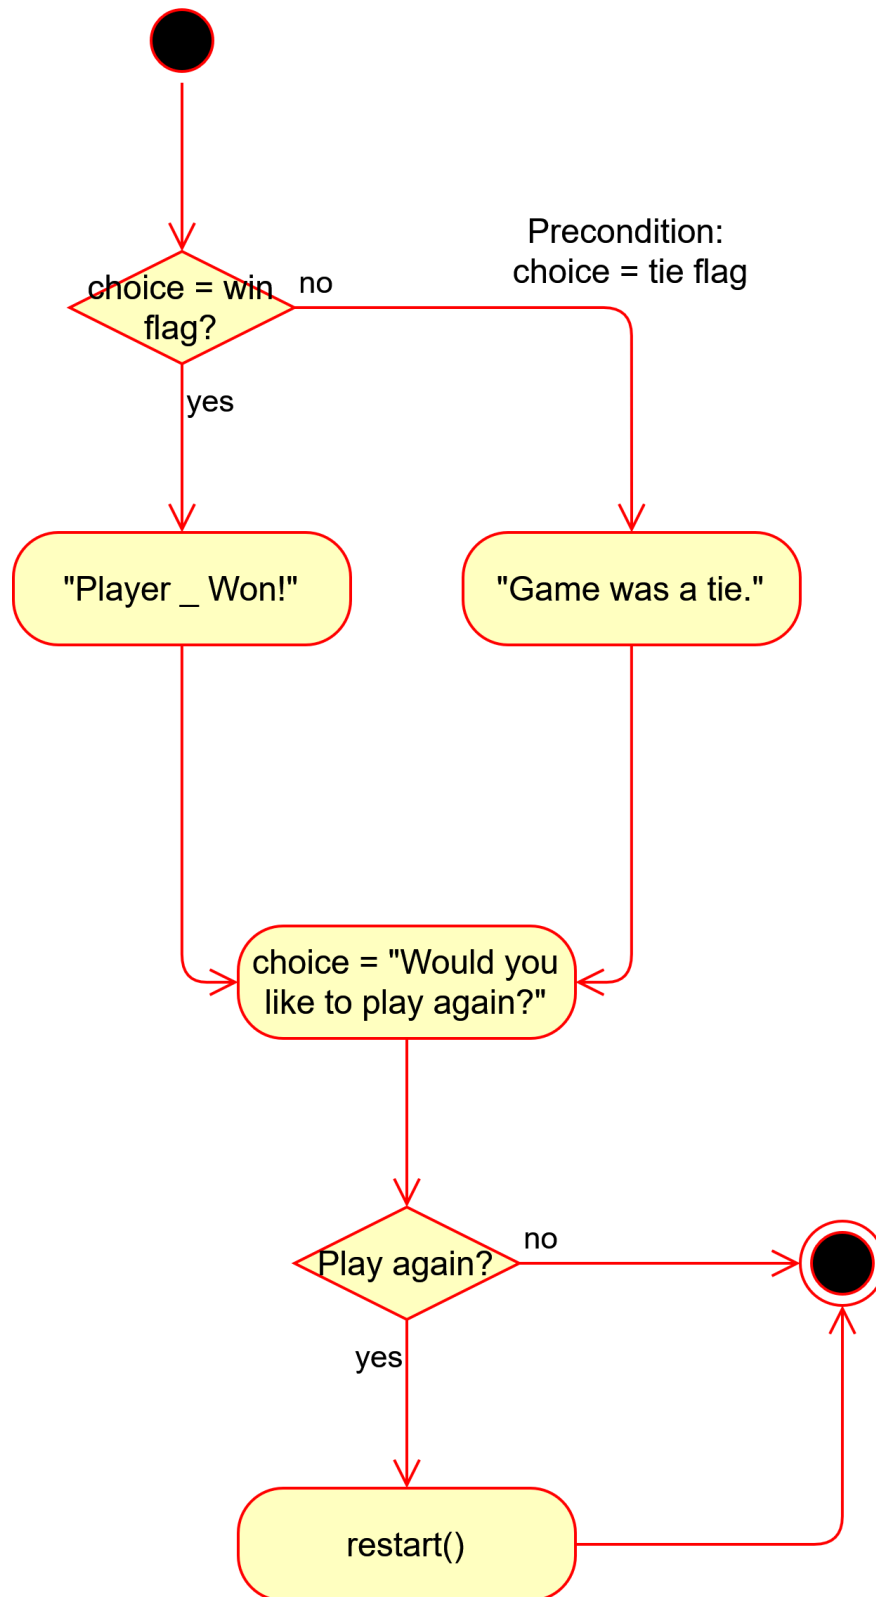 Precondition:
choice = tie flag
choice = win
flag?
no
yes
"Player _ Won!"
"Game was a tie."
choice = "Would you
like to play again?"
Play again?
no
yes
restart()